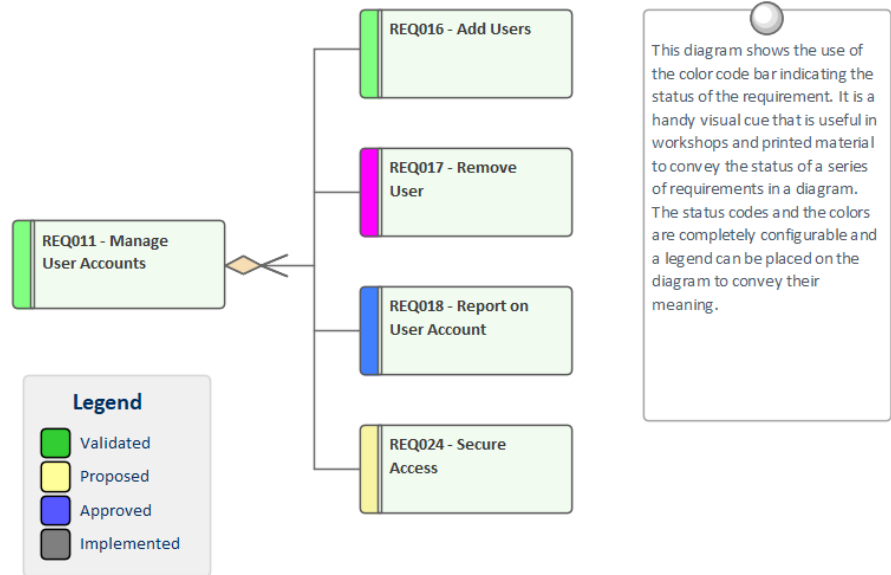 REQ016 - Add Users
REQ017 - Remove
User
REQ011 - Manage
User Accounts
REQ018 - Report on
User Account
REQ024 - Secure
Access
Legend
Validated
Proposed
Approved
Implemented
This diagram shows the use of
the color code bar indicating the
status of the requirement. It is a
handy visual cue that is useful in
workshops and printed material
to convey the status of a series
of requirements in a diagram.
The status codes and the colors
are completely configurable and
a legend can be placed on the
diagram to convey their
meaning.